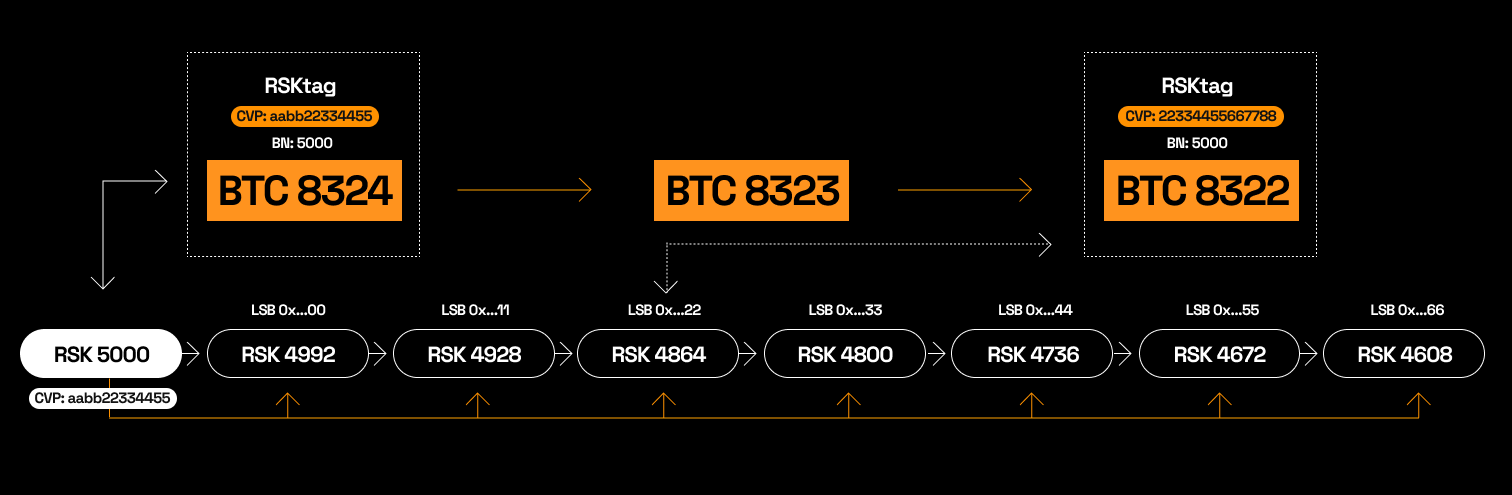 RSKtag
CVP: aabb22334455
BN: 5000
BTC 8324
BTC 8323
RSKtag
CVP: 22334455667788
BN: 5000
BTC 8322
LSB 0x...00
LSB 0x...11
LSB 0x...22
LSB 0x...33
LSB 0x...44
LSB 0x...55
LSB 0x...66
RSK 5000
RSK 4992
RSK 4928
RSK 4864
RSK 4800
RSK 4736
RSK 4672
RSK 4608
CVP: aabb22334455